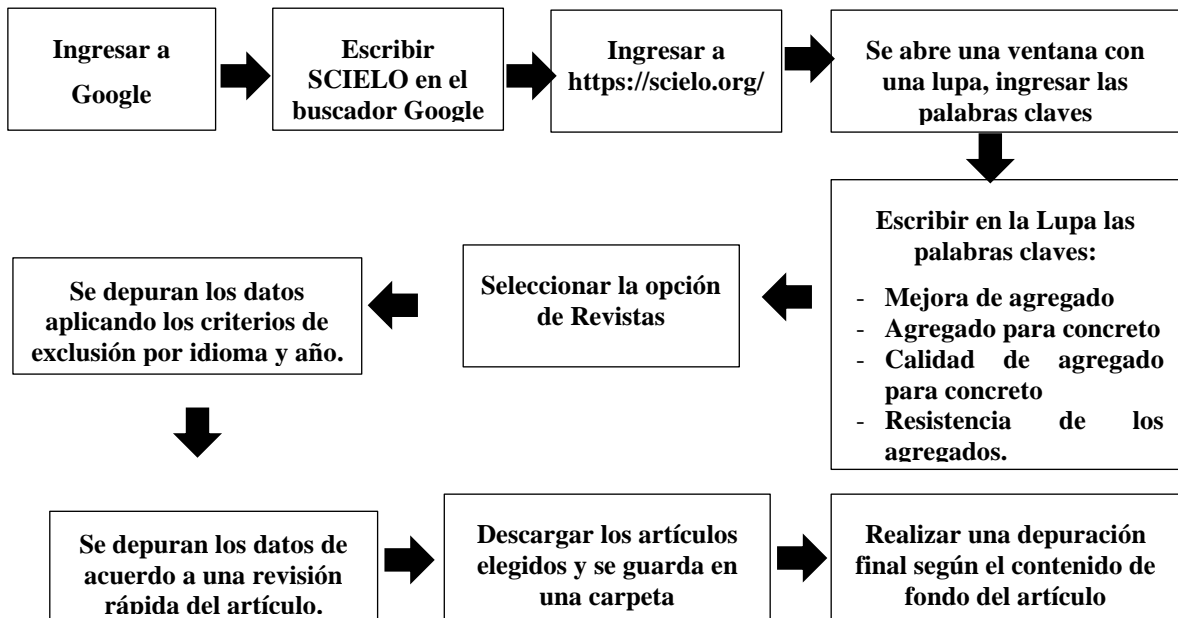 Ingresar a
Google
Escribir
SCIELO en el
buscador Google
Ingresar a
https://scielo.org/
Se abre una ventana con
una lupa, ingresar las
palabras claves
Escribir en la Lupa las
palabras claves:
- Mejora de agregado
- Agregado para concreto
- Calidad de agregado
para concreto
- Resistencia de los
agregados.
Seleccionar la opción
de Revistas
Se depuran los datos
aplicando los criterios de
exclusión por idioma y año.
Se depuran los datos de
acuerdo a una revisión
rápida del artículo.
Descargar los artículos
elegidos y se guarda en
una carpeta
Realizar una depuración
final según el contenido de
fondo del artículo